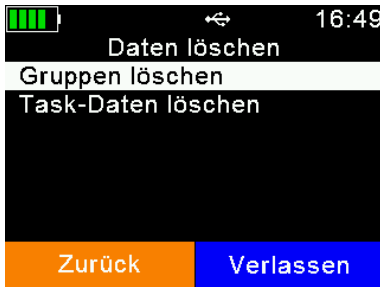 16:49
Daten löschen
Gruppen löschen
Task-Daten löschen
Zurück
Verlassen